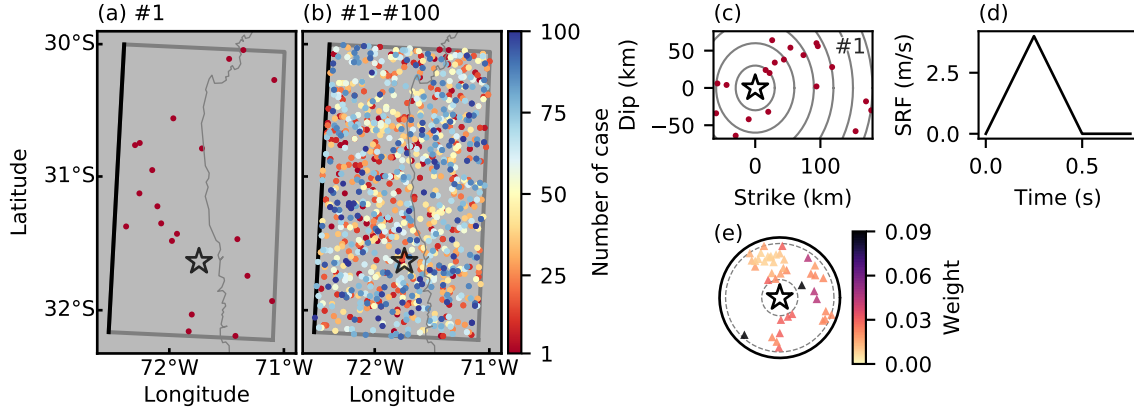 (a) #1
(b) #1–#100
(c)
(d)
30°S
31°S
32°S
Latitude
72°W
71°W
Longitude
72°W
71°W
Longitude
100
75
50
25
1
Number of case
#1
50
0
−50
Dip (km)
0
100
Strike (km)
2.5
0.0
SRF (m/s)
0.0
0.5
Time (s)
(e)
0.09
0.06
0.03
0.00
Weight